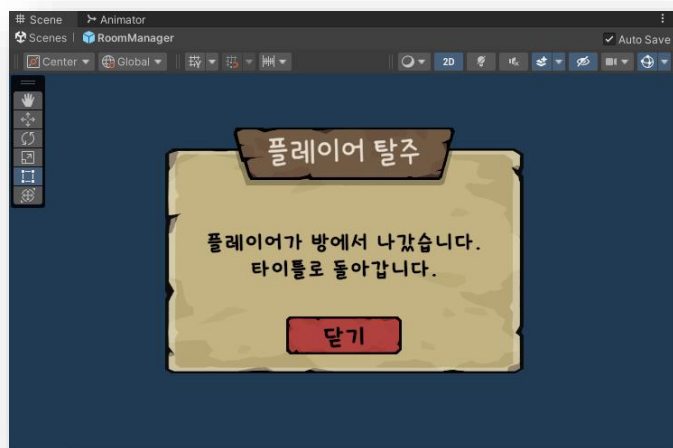 Scene
Animator
Scenes
RoomManager
Auto Save
Center
Global
2D
플레이어 탈주
플레이어가 방에서 나갔습니다.
타이틀로 돌아갑니다.
닫기